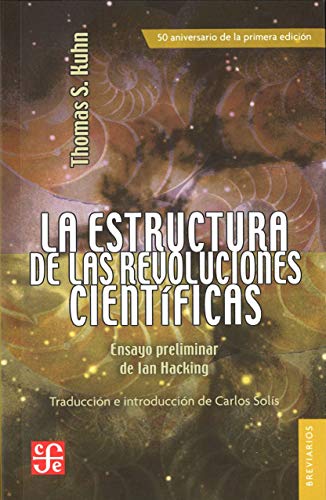 50 aniversario de la primera edición
Thomas S. Kuhn
LA ESTRUCTURA
DE LAS REVOLUCIONES
CIENTÍFICAS
Ensayo preliminar
de Ian Hacking
Traducción e introducción de Carlos Solís
BREVIARIOS
cfe